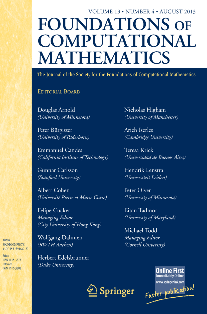 VOLUME 13 • NUMBER 4 • AUGUST 2013
FOUNDATIONS OF
COMPUTATIONAL
MATHEMATICS
The Journal of the Society for the Foundations of Computational Mathematics
EDITORIAL BOARD
Douglas Arnold
(University of Minnesota)
Peter Bürgisser
(University of Paderborn)
Emmanuel Candès
(California Institute of Technology)
Gunnar Carlsson
(Stanford University)
Albert Cohen
(Université Pierre et Marie Curie)
Felipe Cucker
Managing Editor
(City University of Hong Kong)
Wolfgang Dahmen
Herbert Edelsbrunner
(Duke University)
Nicholas Higham
(University of Manchester)
Arieh Iserles
(Cambridge University)
Teresa Krick
(Universidad de Buenos Aires)
Hendrik Lenstra
(Universiteit Leiden)
Peter Olver
(University of Minnesota)
Eitan Tadmor
(University of Maryland)
Michael Todd
Managing Editor
(Cornell University)
Online First
Springer
Faster publication!